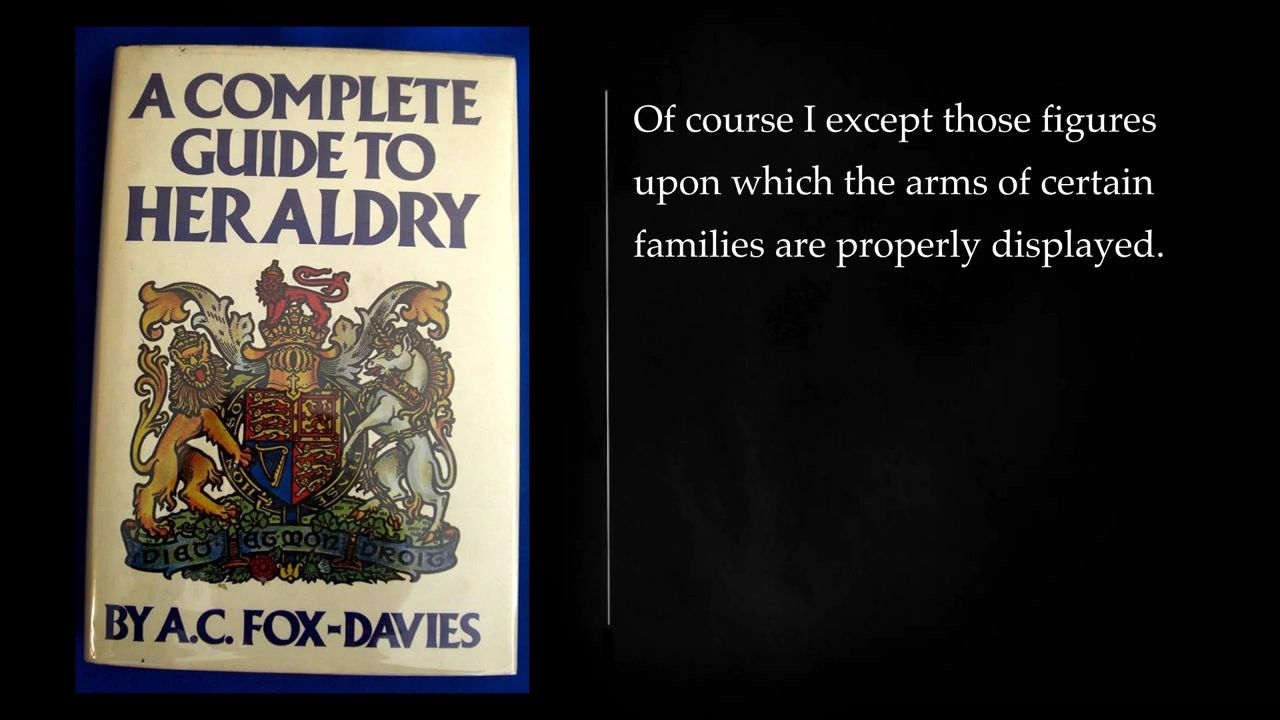 A COMPLETE
GUIDE TO
HERALDRY
DIEU ET MON DROIT
BY A.C. FOX-DAVIES
Of course I except those figures
upon which the arms of certain
families are properly displayed.